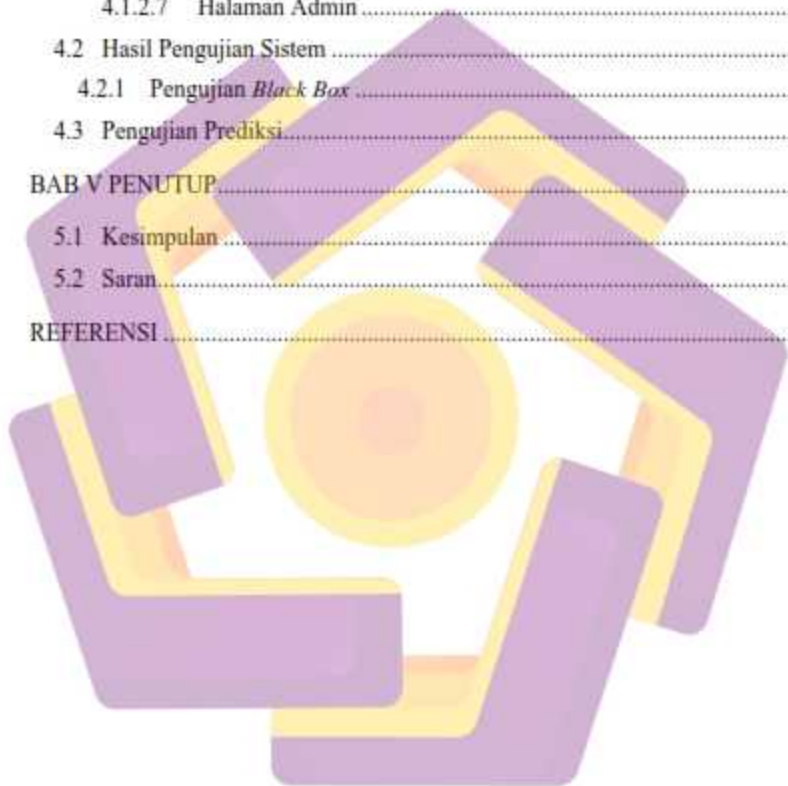 4.1.2.7 Halaman Admin ................................................................
4.2 Hasil Pengujian Sistem ................................................................
4.2.1 Pengujian Black Box ................................................................
4.3 Pengujian Prediksi ................................................................
BAB V PENUTUP ................................................................
5.1 Kesimpulan ................................................................
5.2 Saran ................................................................
REFERENSI ................................................................